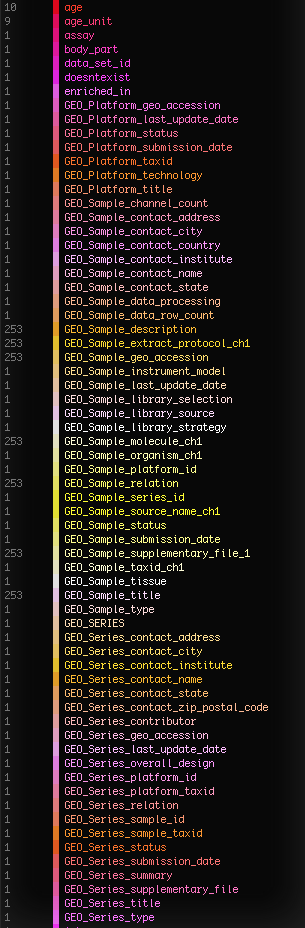 10 age
9 age_unit
1 assay
1 body_part
1 data_set_id
1 doesntexist
1 enriched_in
1 GEO_Platform_geo_accession
1 GEO_Platform_last_update_date
1 GEO_Platform_status
1 GEO_Platform_submission_date
1 GEO_Platform_taxid
1 GEO_Platform_technology
1 GEO_Platform_title
1 GEO_Sample_channel_count
1 GEO_Sample_contact_address
1 GEO_Sample_contact_city
1 GEO_Sample_contact_country
1 GEO_Sample_contact_institute
1 GEO_Sample_contact_name
1 GEO_Sample_contact_state
1 GEO_Sample_data_processing
1 GEO_Sample_data_row_count
253 GEO_Sample_description
253 GEO_Sample_extract_protocol_ch1
253 GEO_Sample_geo_accession
1 GEO_Sample_instrument_model
1 GEO_Sample_last_update_date
1 GEO_Sample_library_selection
1 GEO_Sample_library_source
1 GEO_Sample_library_strategy
253 GEO_Sample_molecule_ch1
1 GEO_Sample_organism_ch1
1 GEO_Sample_platform_id
253 GEO_Sample_relation
1 GEO_Sample_series_id
1 GEO_Sample_source_name_ch1
1 GEO_Sample_status
1 GEO_Sample_submission_date
253 GEO_Sample_supplementary_file_1
1 GEO_Sample_taxid_ch1
1 GEO_Sample_tissue
253 GEO_Sample_title
1 GEO_Sample_type
1 GEO_SERIES
1 GEO_Series_contact_address
1 GEO_Series_contact_city
1 GEO_Series_contact_institute
1 GEO_Series_contact_name
1 GEO_Series_contact_state
1 GEO_Series_contact_zip_postal_code
1 GEO_Series_contributor
1 GEO_Series_geo_accession
1 GEO_Series_last_update_date
1 GEO_Series_overall_design
1 GEO_Series_platform_id
1 GEO_Series_platform_taxid
1 GEO_Series_relation
1 GEO_Series_sample_id
1 GEO_Series_sample_taxid
1 GEO_Series_status
1 GEO_Series_submission_date
1 GEO_Series_summary
1 GEO_Series_supplementary_file
1 GEO_Series_title
1 GEO_Series_type